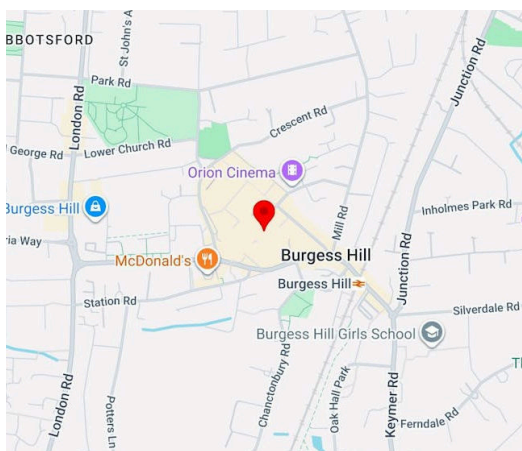 BBOTSFORD
St John's A
Park Rd
London Rd
Junction Rd
Crescent Rd
l George Rd
Lower Church Rd
Orion Cinema
Burgess Hill
Inholmes Park Rd
Mill Rd
ria Way
McDonald's
Burgess Hill
Junction Rd
Burgess Hill
Station Rd
Silverdale Rd
Burgess Hill Girls School
Chanctonbury Rd
Oak Hall Park
Keymer Rd
Th
London Rd
Potters Ln
Ferndale Rd